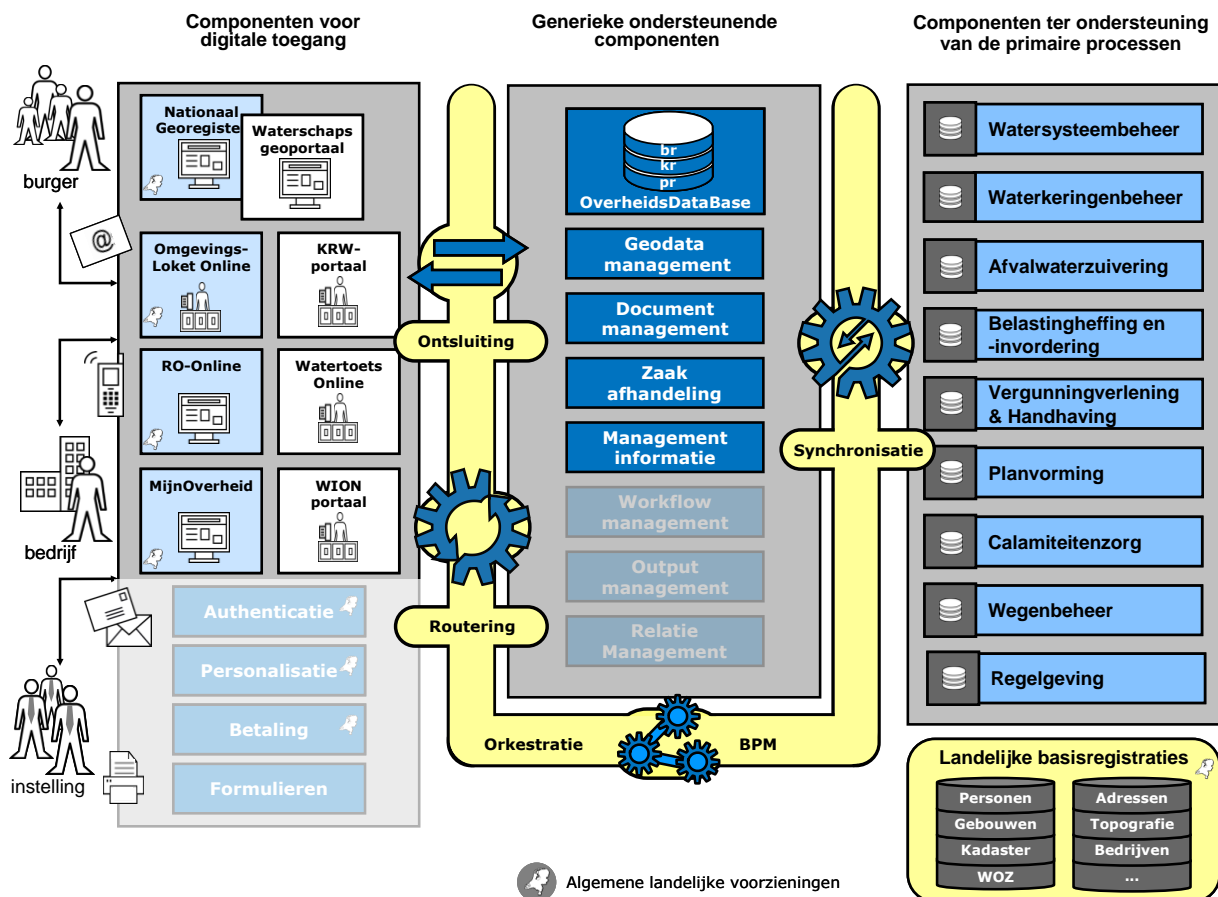 Componenten voor
digitale toegang
Generieke ondersteunende
componenten
Componenten ter ondersteuning
van de primaire processen
burger
bedrijf
instelling
@
Nationaal
Georegister
Waterschaps
geoportaal
Omgevings-
Loket Online
KRW-
portaal
RO-Online
Watertoets
Online
MijnOverheid
WION
portaal
Authenticatie
Personalisatie
Betaling
Formulieren
Ontsluiting
Routering
Orkestratie
BPM
Synchronisatie
br
kr
pr
OverheidsDataBase
Geodata
management
Document
management
Zaak
afhandeling
Management
informatie
Workflow
management
Output
management
Relatie
Management
Watersysteembeheer
Waterkeringenbeheer
Afvalwaterzuivering
Belastingheffing en
-invordering
Vergunningverlening
& Handhaving
Planvorming
Calamiteitenzorg
Wegenbeheer
Regelgeving
Landelijke basisregistraties
Personen
Gebouwen
Kadaster
WOZ
Adressen
Topografie
Bedrijven
...
Algemene landelijke voorzieningen